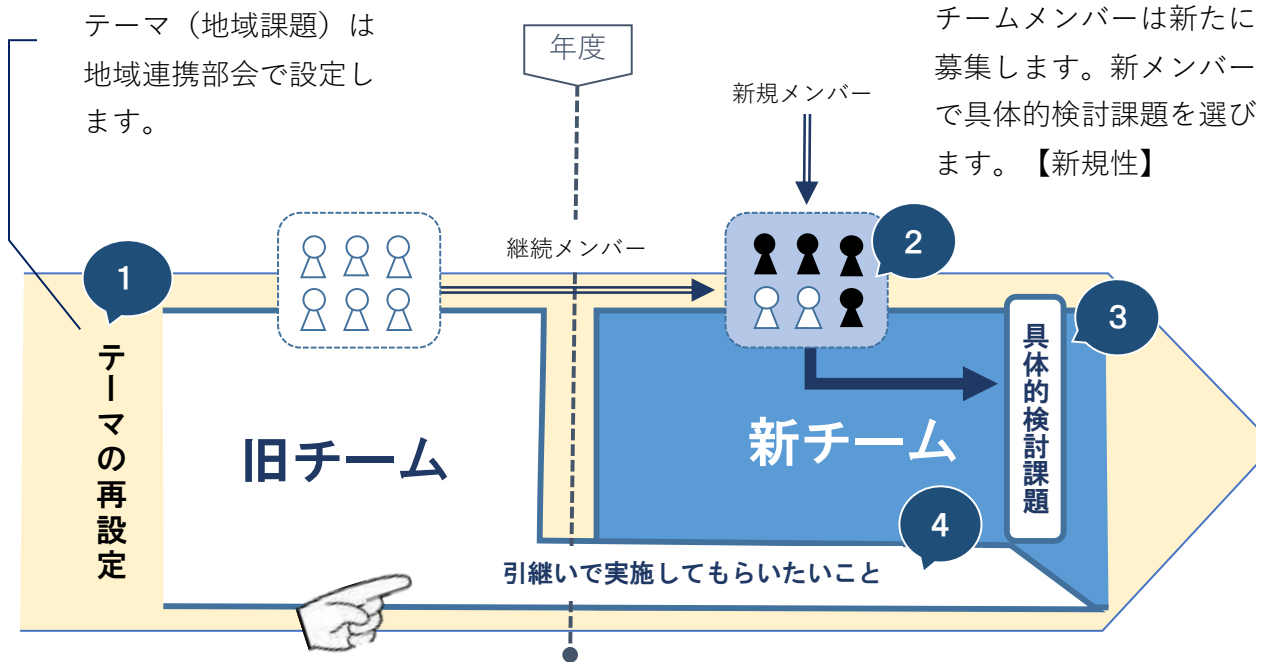 テーマ（地域課題）は
地域連携部会で設定し
ます。
年度
チームメンバーは新たに
募集します。新メンバー
で具体的検討課題を選び
ます。【新規性】
新規メンバー
継続メンバー
1
2
3
4
テーマの再設定
旧チーム
新チーム
具体的検討課題
引継いで実施してもらいたいこと